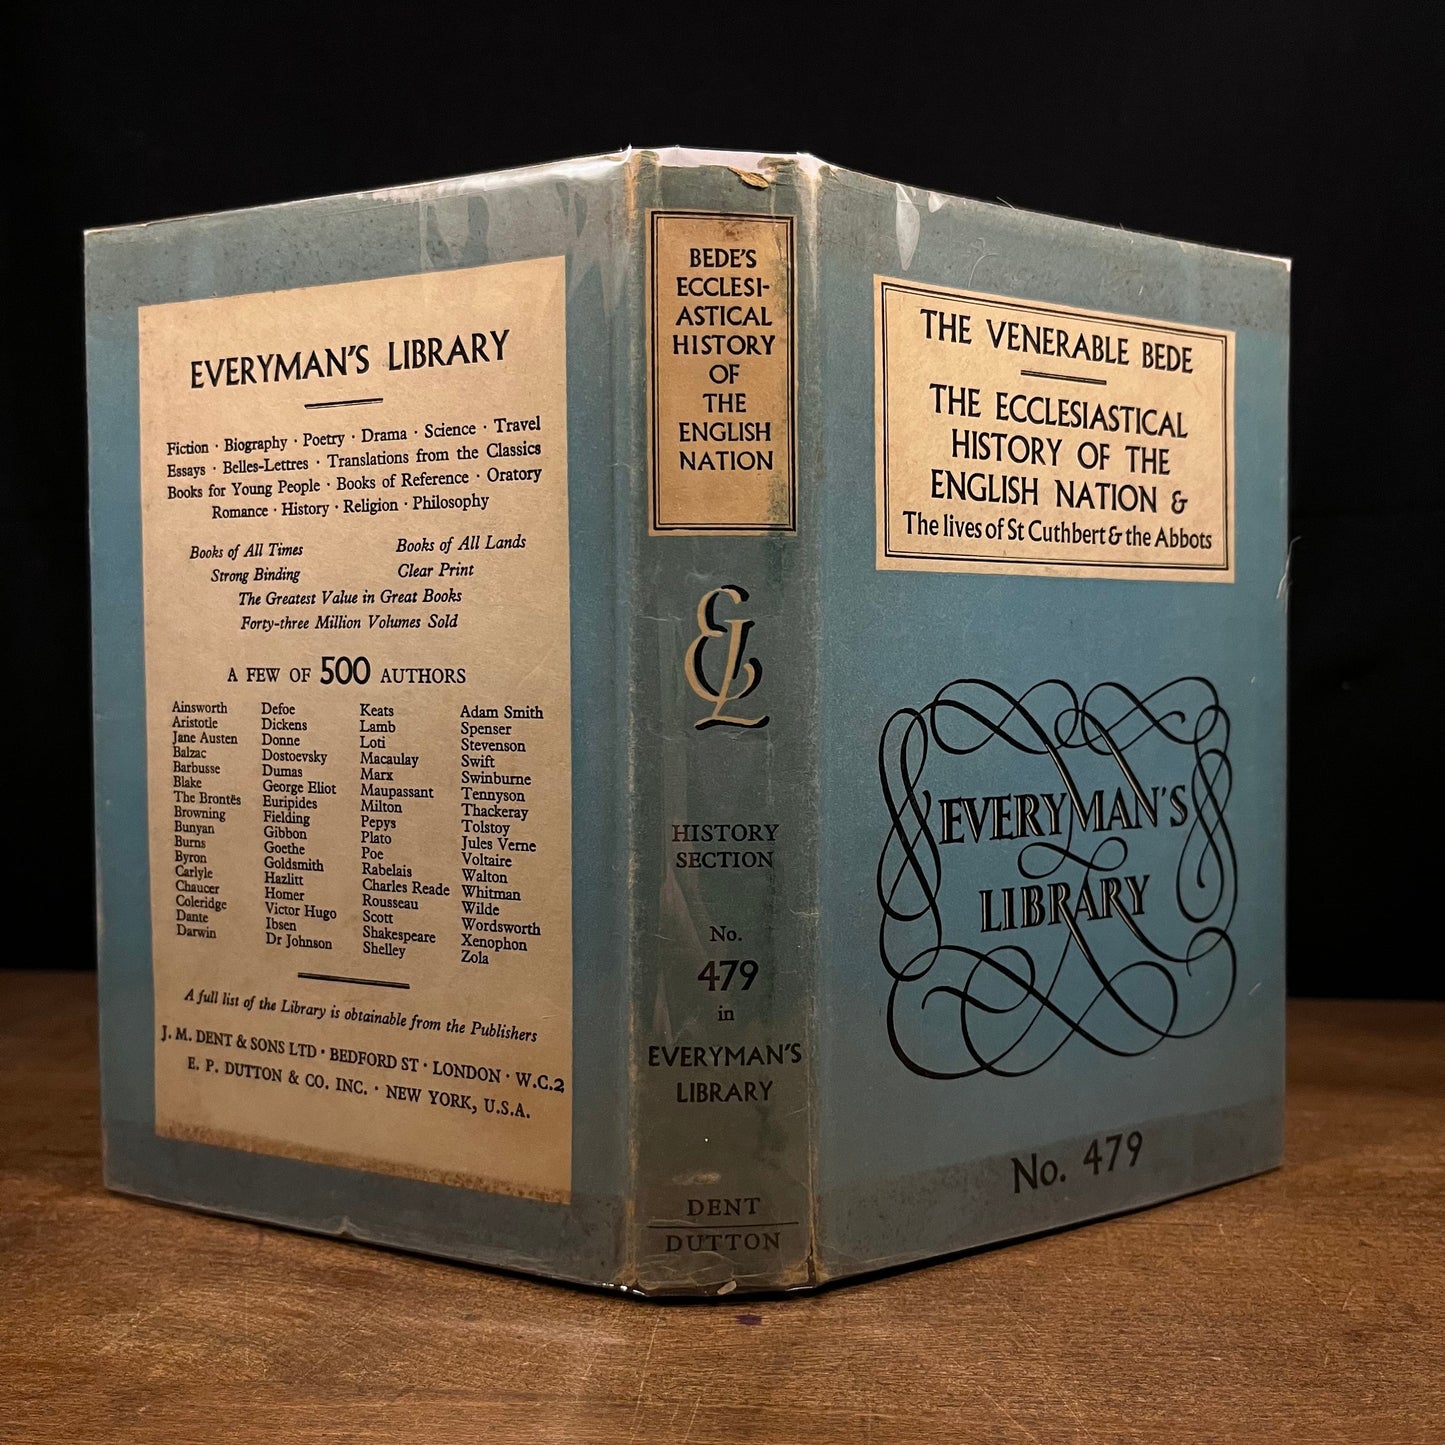 EVERYMAN'S LIBRARY
Fiction · Biography · Poetry · Drama · Science · Travel
Essays · Belles-Lettres · Translations from the Classics
Books for Young People · Books of Reference · Oratory
Romance · History · Religion · Philosophy
Books of All Times Books of All Lands
Strong Binding Clear Print
The Greatest Value in Great Books
Forty-three Million Volumes Sold
A FEW OF 500 AUTHORS
Ainsworth
Aristotle
Jane Austen
Balzac
Barbusse
Blake
The Brontës
Browning
Bunyan
Burns
Byron
Carlyle
Chaucer
Coleridge
Dante
Darwin
Defoe
Dickens
Donne
Dostoevsky
Dumas
George Eliot
Euripides
Fielding
Gibbon
Goethe
Goldsmith
Hazlitt
Homer
Victor Hugo
Ibsen
Dr Johnson
Keats
Lamb
Loti
Macaulay
Marx
Maupassant
Milton
Pepys
Plato
Poe
Rabelais
Charles Reade
Rousseau
Scott
Shakespeare
Shelley
Adam Smith
Spenser
Stevenson
Swift
Swinburne
Tennyson
Thackeray
Tolstoy
Jules Verne
Voltaire
Walton
Whitman
Wilde
Wordsworth
Xenophon
Zola
A full list of the Library is obtainable from the Publishers
J. M. DENT & SONS LTD · BEDFORD ST · LONDON · W.C.2
E. P. DUTTON & CO. INC. · NEW YORK, U.S.A.
BEDE'S
ECCLESI-
ASTICAL
HISTORY
OF
THE
ENGLISH
NATION
EL
HISTORY
SECTION
No.
479
in
EVERYMAN'S
LIBRARY
DENT
DUTTON
THE VENERABLE BEDE
THE ECCLESIASTICAL
HISTORY OF THE
ENGLISH NATION &
The lives of St Cuthbert & the Abbots
EVERYMAN'S
LIBRARY
No. 479